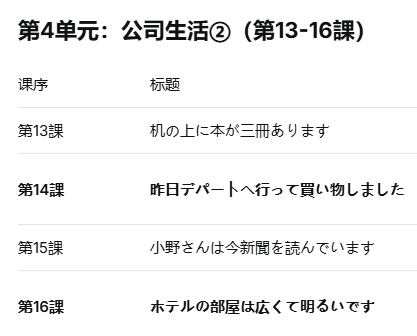 第4单元：公司生活②（第13-16課）
课序 标题
第13課 机の上に本が三冊あります
第14課 昨日デパートへ行って買い物しました
第15課 小野さんは今新聞を読んでいます
第16課 ホテルの部屋は広くて明るいです